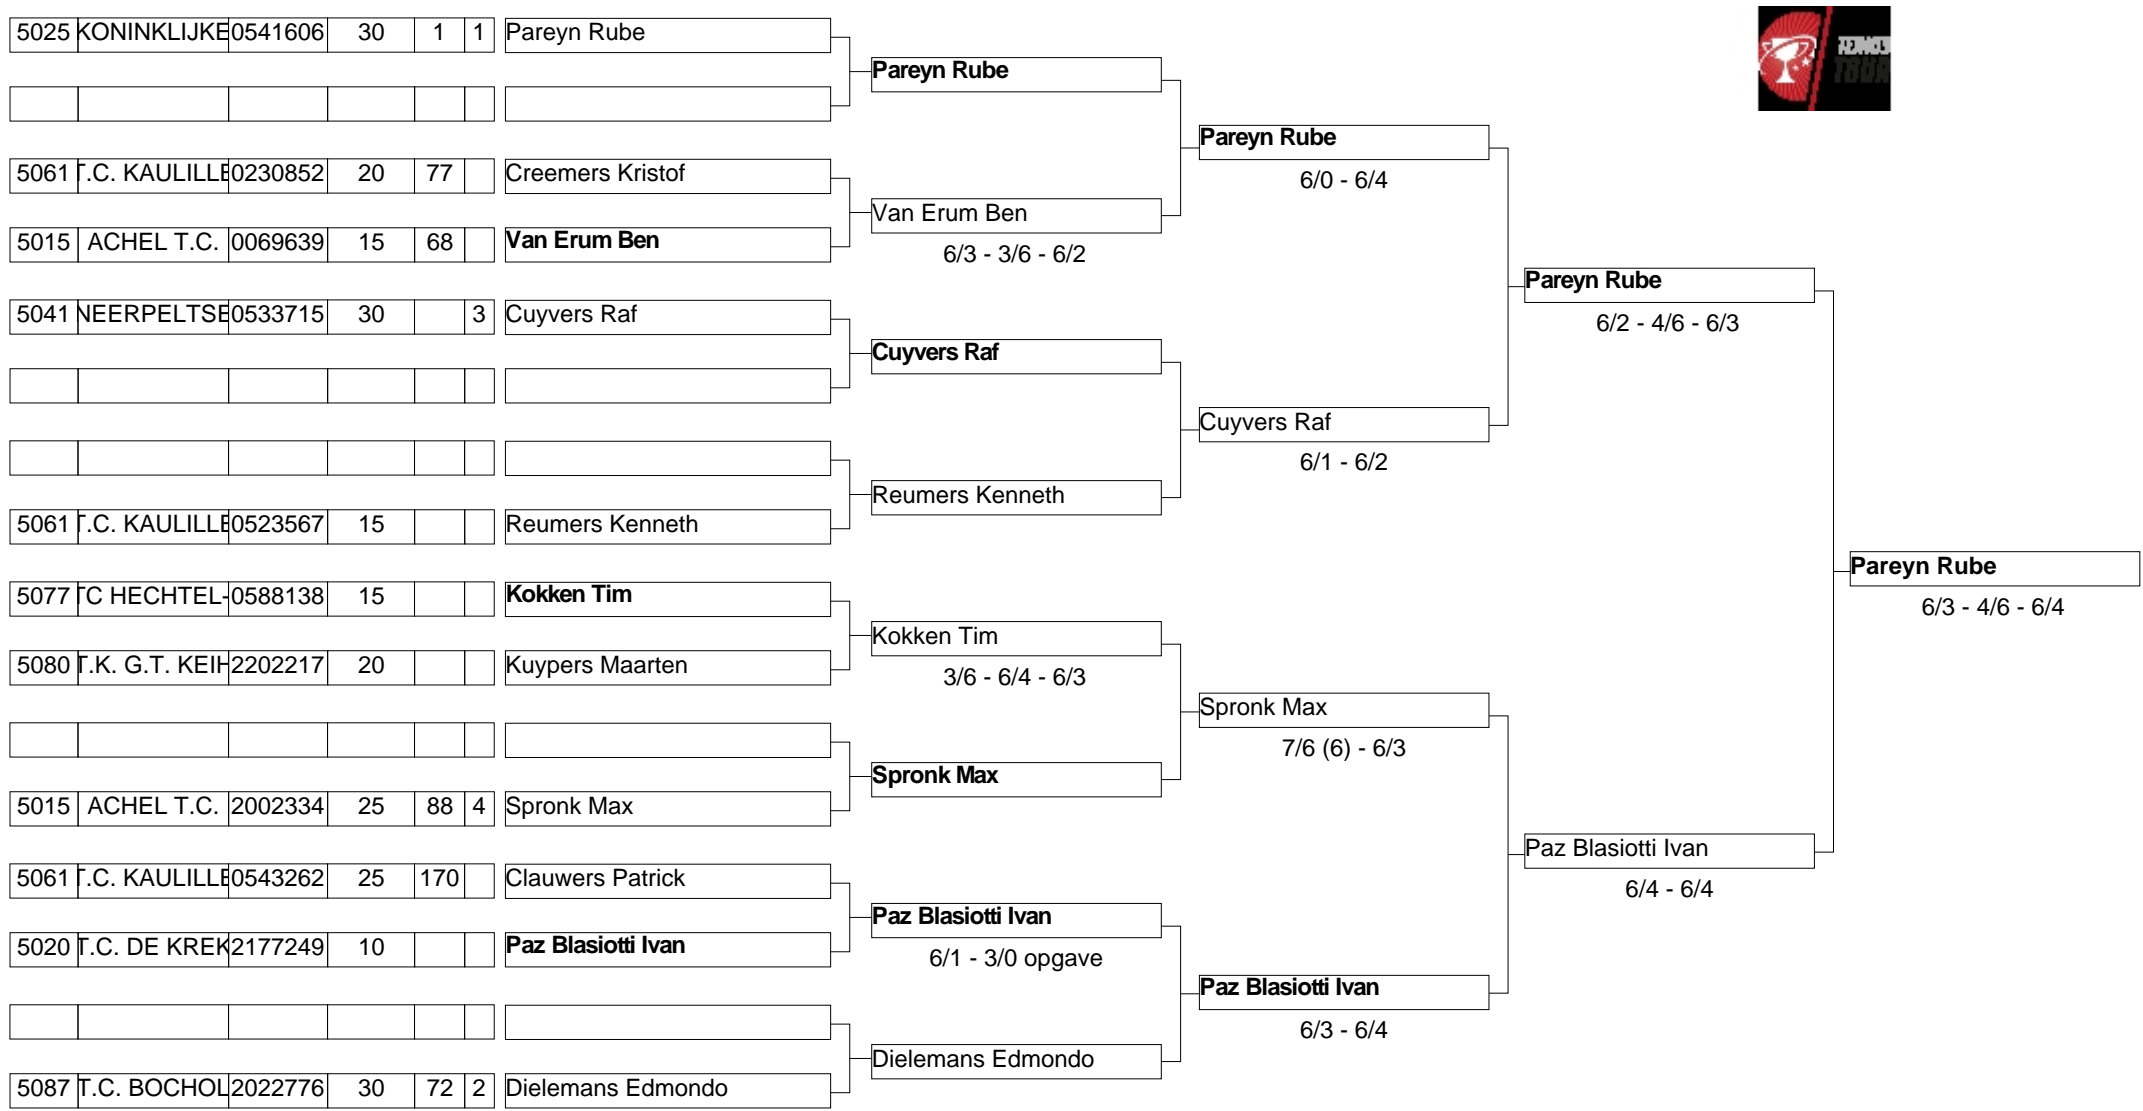 5025 KONINKLIJKE 0541606 30 1 1 Pareyn Rube
Pareyn Rube
Pareyn Rube
6/0 - 6/4
5061 T.C. KAULILLE 0230852 20 77 Creemers Kristof
Van Erum Ben
5015 ACHEL T.C. 0069639 15 68 Van Erum Ben
6/3 - 3/6 - 6/2
Pareyn Rube
6/2 - 4/6 - 6/3
5041 NEERPELTSE 0533715 30 3 Cuyvers Raf
Cuyvers Raf
Cuyvers Raf
6/1 - 6/2
Reumers Kenneth
5061 T.C. KAULILLE 0523567 15 Reumers Kenneth
Pareyn Rube
6/3 - 4/6 - 6/4
5077 TC HECHTEL- 0588138 15 Kokken Tim
Kokken Tim
5080 T.K. G.T. KEIH 2202217 20 Kuypers Maarten
3/6 - 6/4 - 6/3
Spronk Max
7/6 (6) - 6/3
Spronk Max
5015 ACHEL T.C. 2002334 25 88 4 Spronk Max
Paz Blasiotti Ivan
6/4 - 6/4
5061 T.C. KAULILLE 0543262 25 170 Clauwers Patrick
Paz Blasiotti Ivan
5020 T.C. DE KREK 2177249 10 Paz Blasiotti Ivan
6/1 - 3/0 opgave
Paz Blasiotti Ivan
6/3 - 6/4
Dielemans Edmondo
5087 T.C. BOCHOL 2022776 30 72 2 Dielemans Edmondo